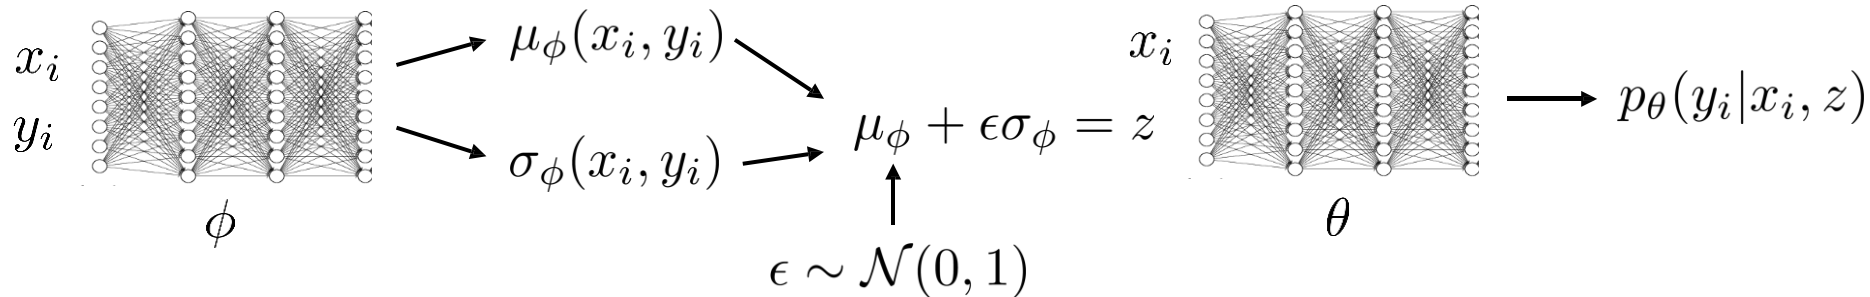 x_i
y_i
ϕ
μ_ϕ(x_i, y_i)
σ_ϕ(x_i, y_i)
μ_ϕ + ϵσ_ϕ = z
ϵ ∼ 𝒩(0, 1)
x_i
θ
p_θ(y_i|x_i, z)